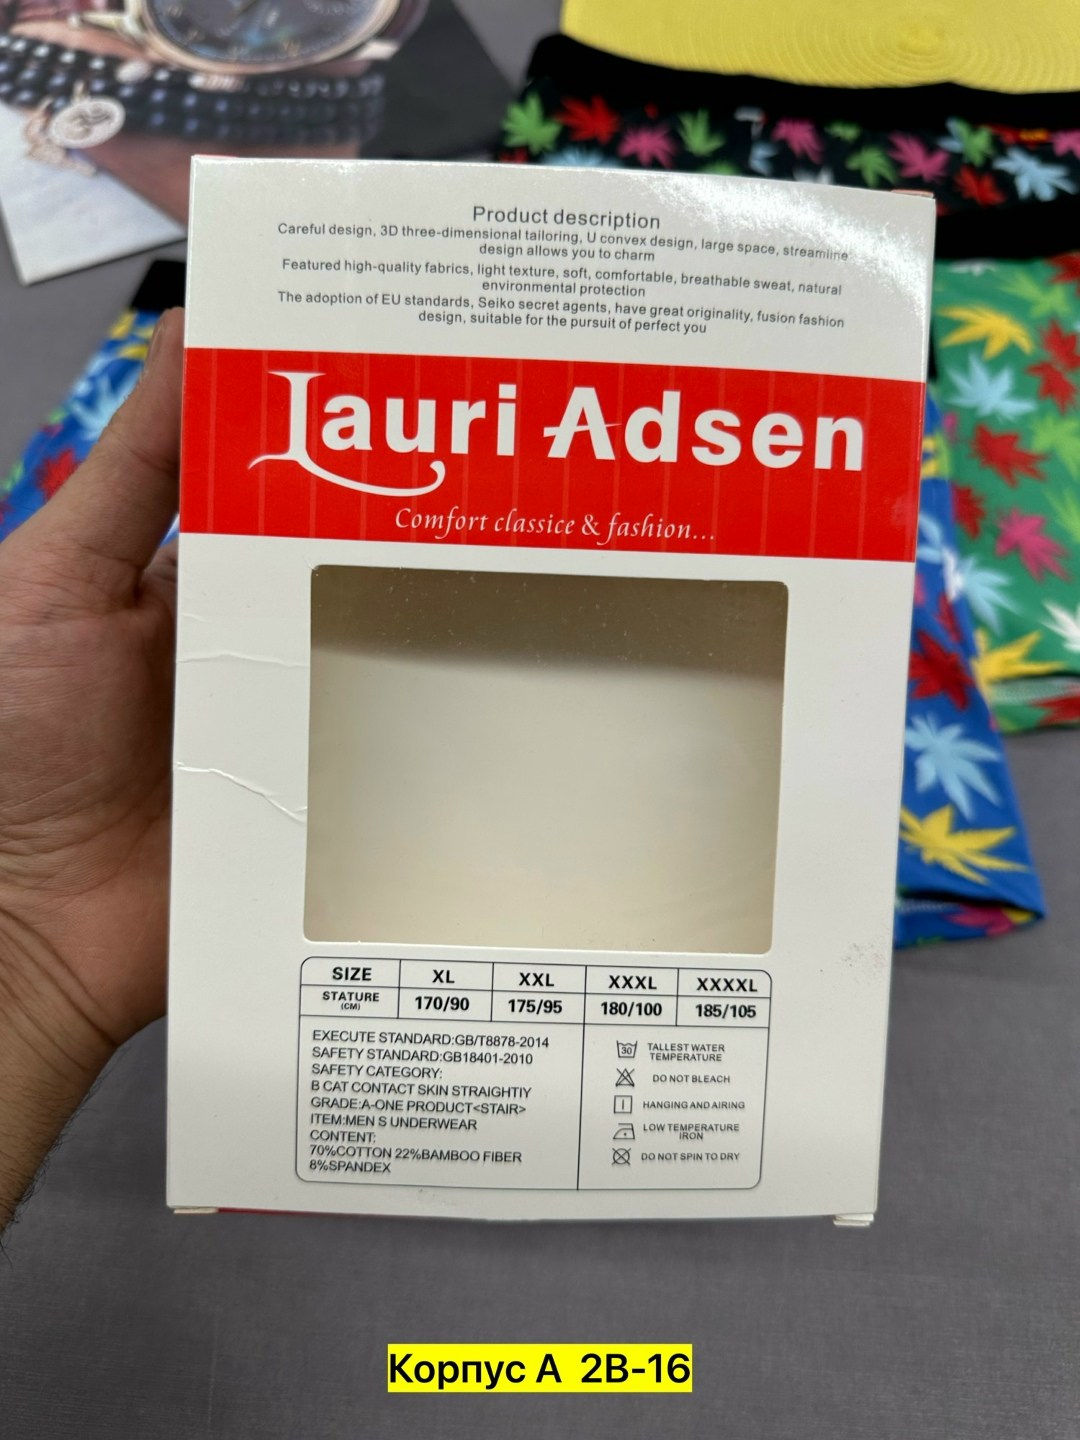 Product description
Careful design, 3D three-dimensional tailoring, U convex design, large space, streamline
design allows you to charm
Featured high-quality fabrics, light texture, soft, comfortable, breathable sweat, natural
environmental protection
The adoption of EU standards, Seiko secret agents, have great originality, fusion fashion
design, suitable for the pursuit of perfect you
Lauri Adsen
Comfort classice & fashion...
SIZE XL XXL XXXL XXXXL
STATURE (CM) 170/90 175/95 180/100 185/105
EXECUTE STANDARD:GB/T8878-2014
SAFETY STANDARD:GB18401-2010
SAFETY CATEGORY:
B CAT CONTACT SKIN STRAIGHTIY
GRADE:A-ONE PRODUCT<STAIR>
ITEM:MEN S UNDERWEAR
CONTENT:
70%COTTON 22%BAMBOO FIBER
8%SPANDEX
30 TALLEST WATER
TEMPERATURE
DO NOT BLEACH
HANGING AND AIRING
LOW TEMPERATURE
IRON
DO NOT SPIN TO DRY
Корпус А 2В-16